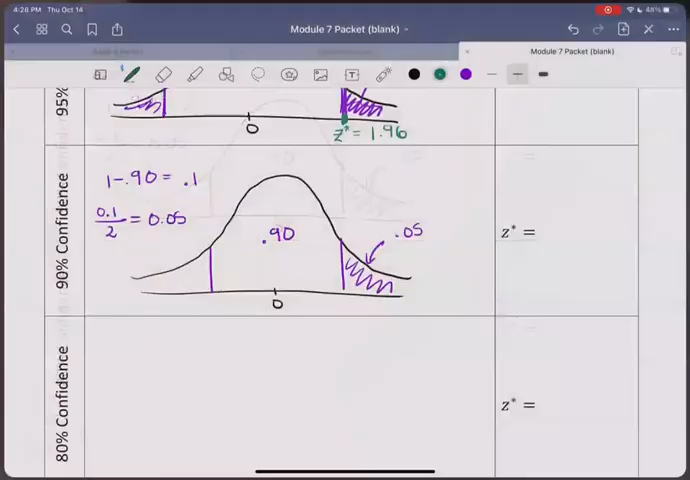 4:26 PM Thu Oct 14
48%
Module 7 Packet (blank)
Module 7 Packet (blank)
95%
0
z* = 1.96
90% Confidence
1-.90 = .1
0.1/2 = 0.05
.90
.05
0
z* =
80% Confidence
z* =